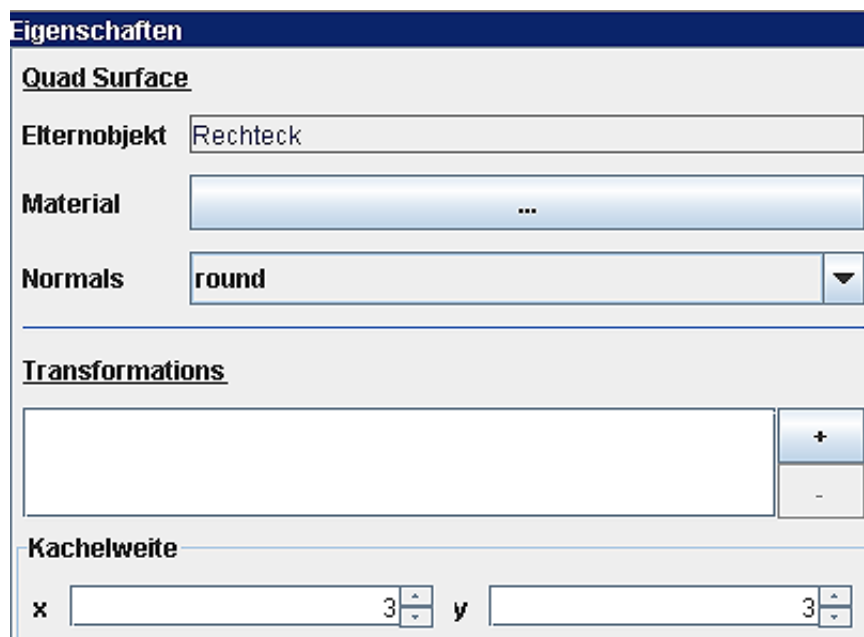 Eigenschaften
Quad Surface
Elternobjekt Rechteck
Material ...
Normals round
Transformations
+
-
Kachelweite
x 3 y 3